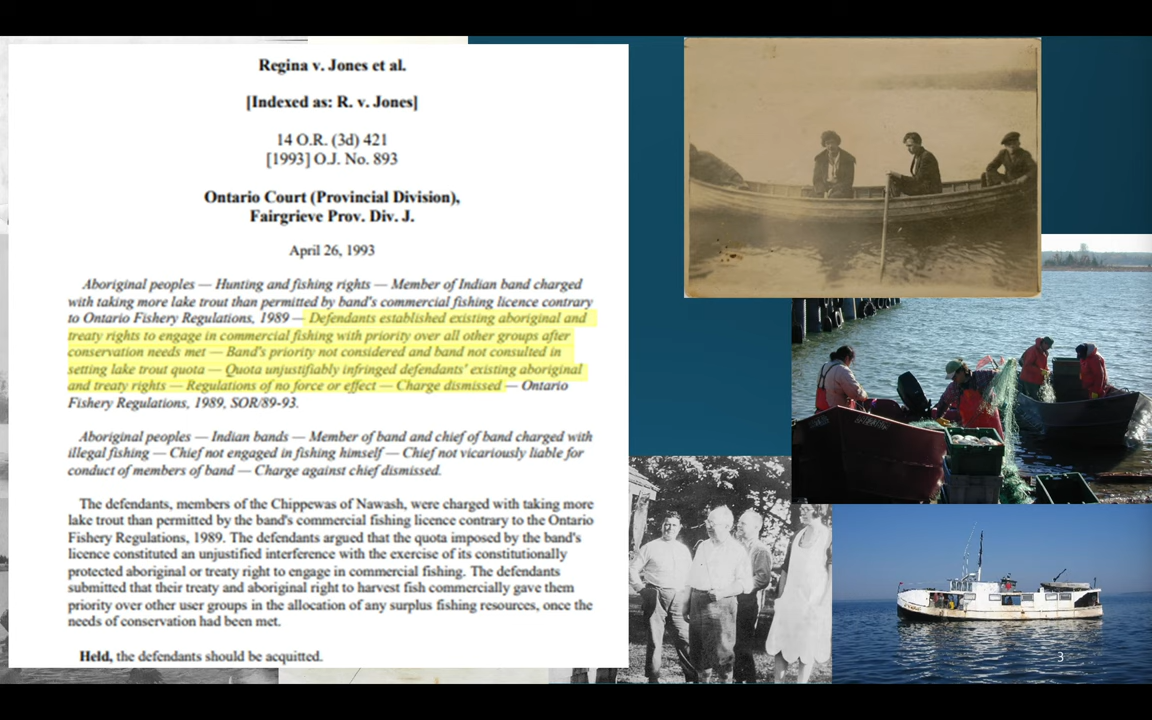 Regina v. Jones et al.
[Indexed as: R. v. Jones]
14 O.R. (3d) 421
[1993] O.J. No. 893
Ontario Court (Provincial Division),
Fairgrieve Prov. Div. J.
April 26, 1993
Aboriginal peoples — Hunting and fishing rights — Member of Indian band charged
with taking more lake trout than permitted by band's commercial fishing licence contrary
to Ontario Fishery Regulations, 1989 — Defendants established existing aboriginal and
treaty rights to engage in commercial fishing with priority over all other groups after
conservation needs met — Band's priority not considered and band not consulted in
setting lake trout quota — Quota unjustifiably infringed defendants' existing aboriginal
and treaty rights — Regulations of no force or effect — Charge dismissed — Ontario
Fishery Regulations, 1989, SOR/89-93.
Aboriginal peoples — Indian bands — Member of band and chief of band charged with
illegal fishing — Chief not engaged in fishing himself — Chief not vicariously liable for
conduct of members of band — Charge against chief dismissed.
The defendants, members of the Chippewas of Nawash, were charged with taking more
lake trout than permitted by the band's commercial fishing licence contrary to the Ontario
Fishery Regulations, 1989. The defendants argued that the quota imposed by the band's
licence constituted an unjustified interference with the exercise of its constitutionally
protected aboriginal or treaty right to engage in commercial fishing. The defendants
submitted that their treaty and aboriginal right to harvest fish commercially gave them
priority over other user groups in the allocation of any surplus fishing resources, once the
needs of conservation had been met.
Held, the defendants should be acquitted.
3